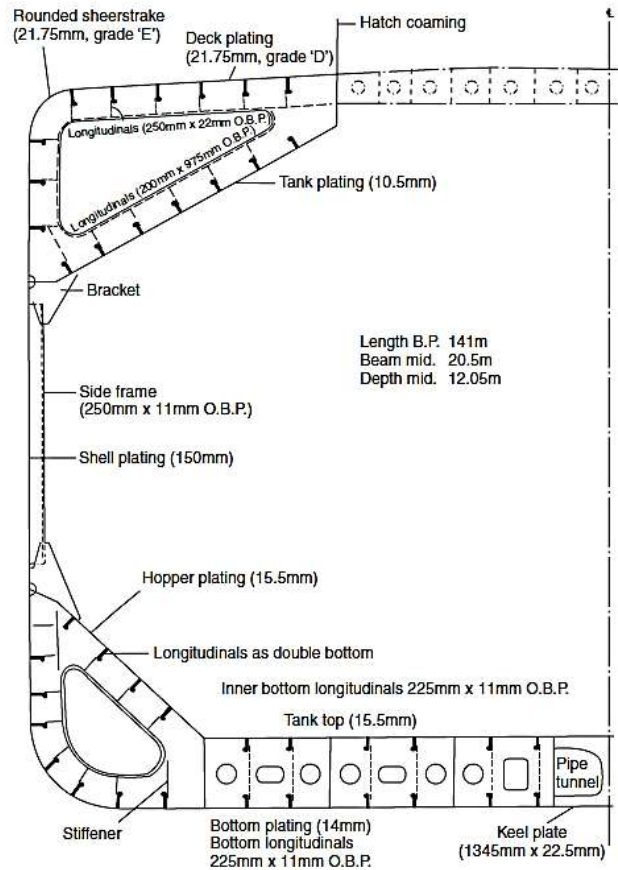 Rounded sheerstrake
(21.75mm, grade ‘E’)
Deck plating
(21.75mm, grade ‘D’)
Hatch coaming
℄
Longitudinals (250mm x 22mm O.B.P.)
Longitudinals (200mm x 975mm O.B.P.)
Tank plating (10.5mm)
Bracket
Length B.P. 141m
Beam mid. 20.5m
Depth mid. 12.05m
Side frame
(250mm x 11mm O.B.P.)
Shell plating (150mm)
Hopper plating (15.5mm)
Longitudinals as double bottom
Inner bottom longitudinals 225mm x 11mm O.B.P.
Tank top (15.5mm)
Pipe
tunnel
Stiffener
Bottom plating (14mm)
Bottom longitudinals
225mm x 11mm O.B.P.
Keel plate
(1345mm x 22.5mm)